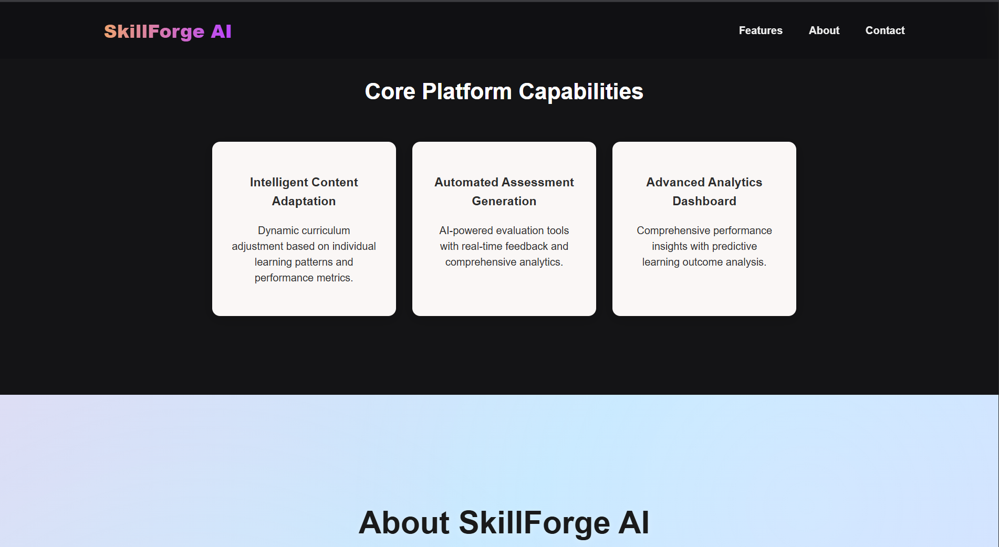 SkillForge AI
Features
About
Contact
Core Platform Capabilities
Intelligent Content
Adaptation
Dynamic curriculum
adjustment based on individual
learning patterns and
performance metrics.
Automated Assessment
Generation
AI-powered evaluation tools
with real-time feedback and
comprehensive analytics.
Advanced Analytics
Dashboard
Comprehensive performance
insights with predictive
learning outcome analysis.
About SkillForge AI